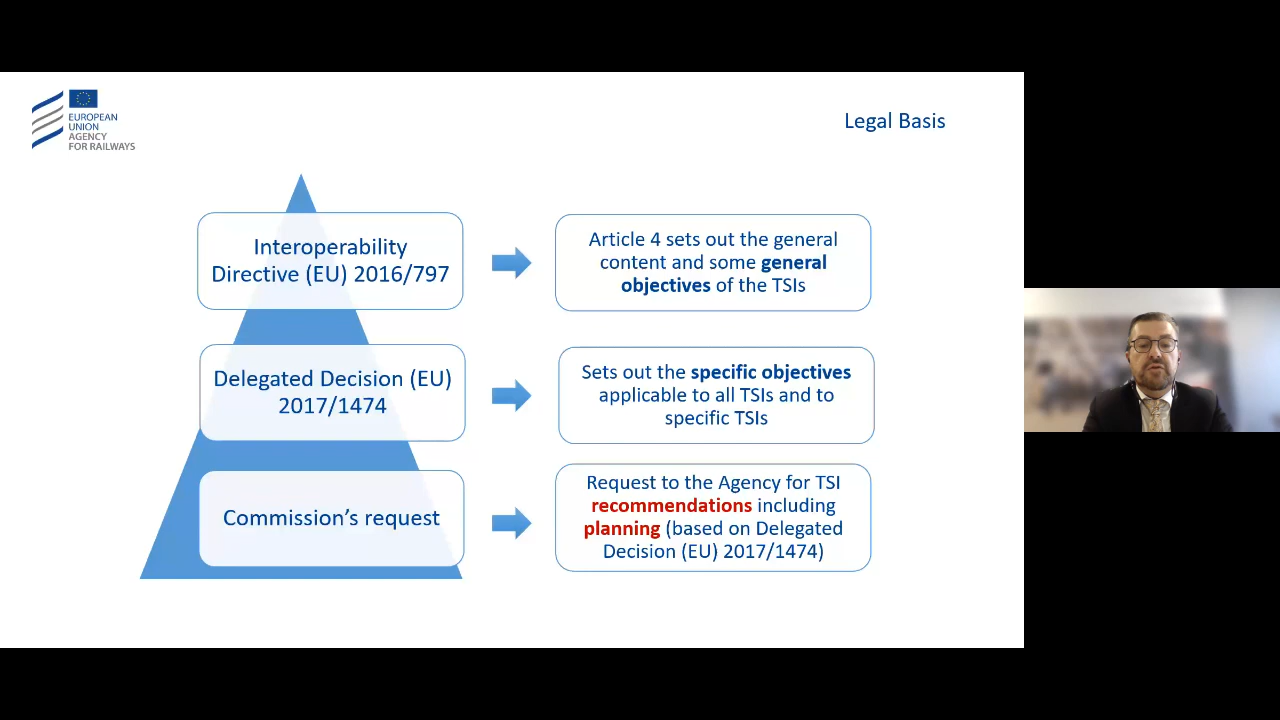 EUROPEAN
UNION
AGENCY
FOR RAILWAYS
Legal Basis
Interoperability
Directive (EU) 2016/797
Article 4 sets out the general
content and some general
objectives of the TSIs
Delegated Decision (EU)
2017/1474
Sets out the specific objectives
applicable to all TSIs and to
specific TSIs
Commission’s request
Request to the Agency for TSI
recommendations including
planning (based on Delegated
Decision (EU) 2017/1474)